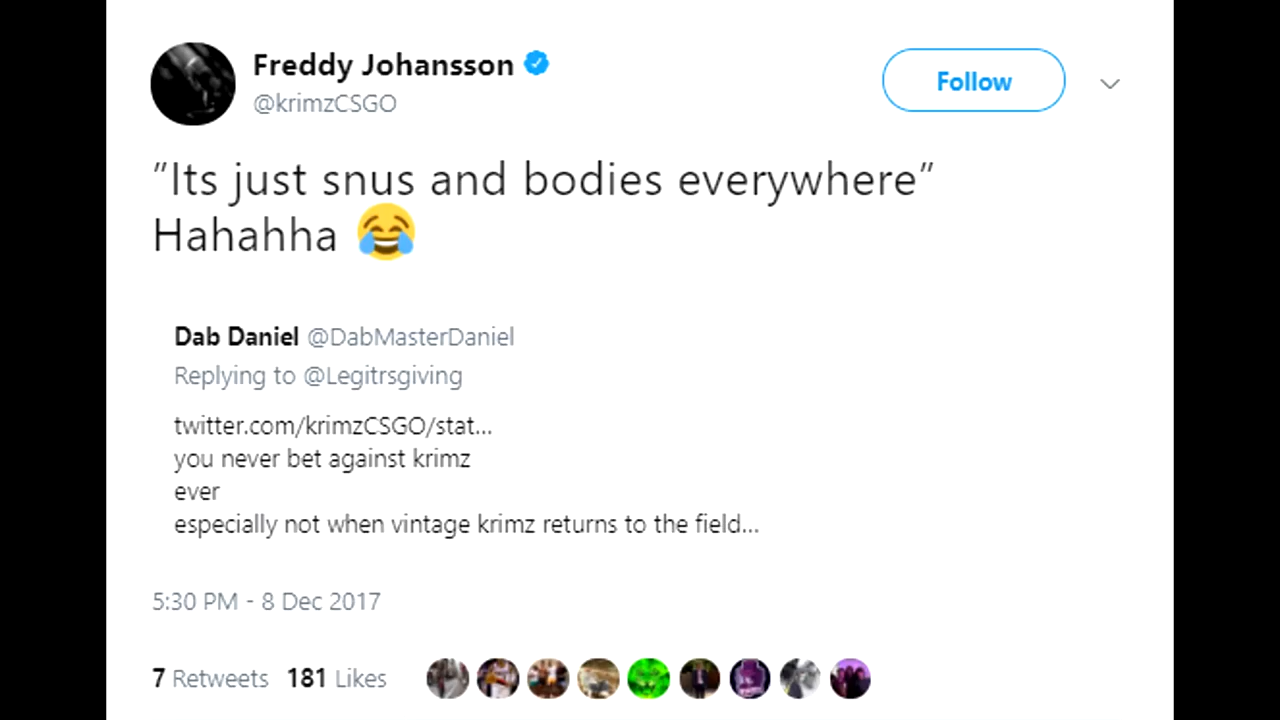 Freddy Johansson
@krimzCSGO
Follow
"Its just snus and bodies everywhere"
Hahahha 😂
Dab Daniel @DabMasterDaniel
Replying to @Legitrsgiving
twitter.com/krimzCSGO/stat...
you never bet against krimz
ever
especially not when vintage krimz returns to the field...
5:30 PM - 8 Dec 2017
7 Retweets 181 Likes